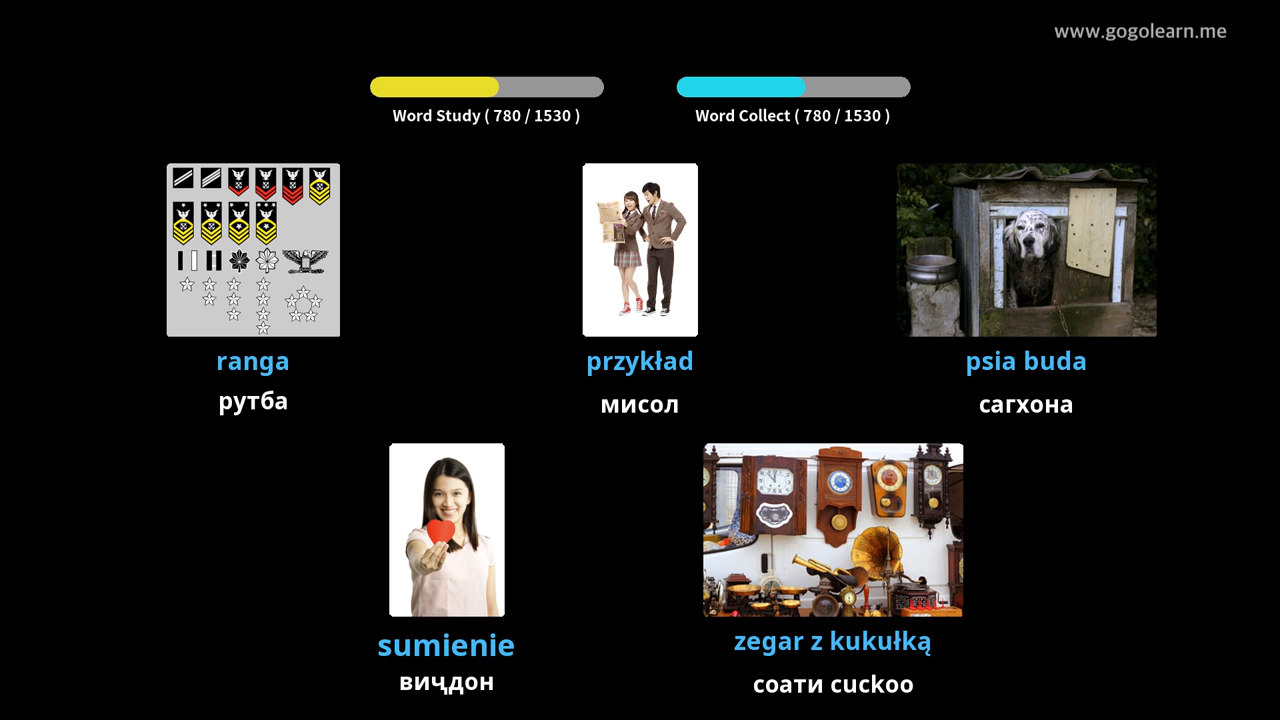 www.gogolearn.me
Word Study ( 780 / 1530 )
Word Collect ( 780 / 1530 )
ranga
рутба
przykład
мисол
psia buda
сагхона
sumienie
виҷдон
zegar z kukułką
соати cuckoo